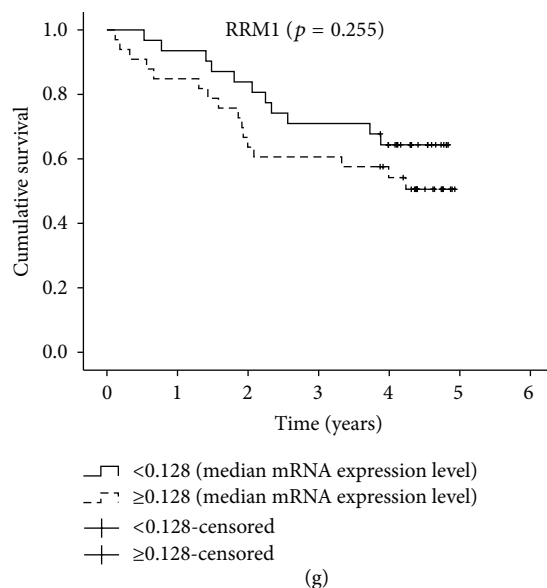 RRM1 (p = 0.255)
1.0
0.8
0.6
0.4
0.2
0.0
Cumulative survival
0 1 2 3 4 5 6
Time (years)
<0.128 (median mRNA expression level)
≥0.128 (median mRNA expression level)
<0.128-censored
≥0.128-censored
(g)